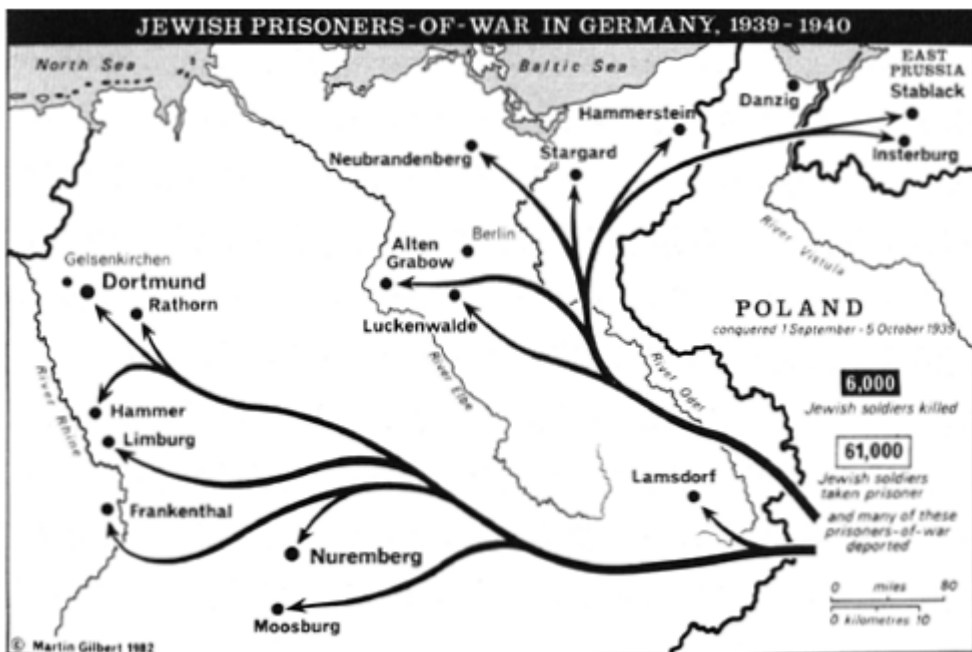 JEWISH PRISONERS-OF-WAR IN GERMANY, 1939-1940
North Sea
Baltic Sea
EAST
PRUSSIA
Stablack
Danzig
Hammerstein
Insterburg
Neubrandenberg
Stargard
River Vistula
Berlin
Alten
Grabow
Gelsenkirchen
Dortmund
Rathorn
Luckenwalde
POLAND
conquered 1 September - 5 October 1939
River Rhine
River Elbe
River Odel
6,000
Jewish soldiers killed
Hammer
Limburg
61,000
Jewish soldiers
taken prisoner
and many of these
prisoners-of-war
deported
Lamsdorf
Frankenthal
Nuremberg
Moosburg
0 miles 80
0 kilometres 10
© Martin Gilbert 1982